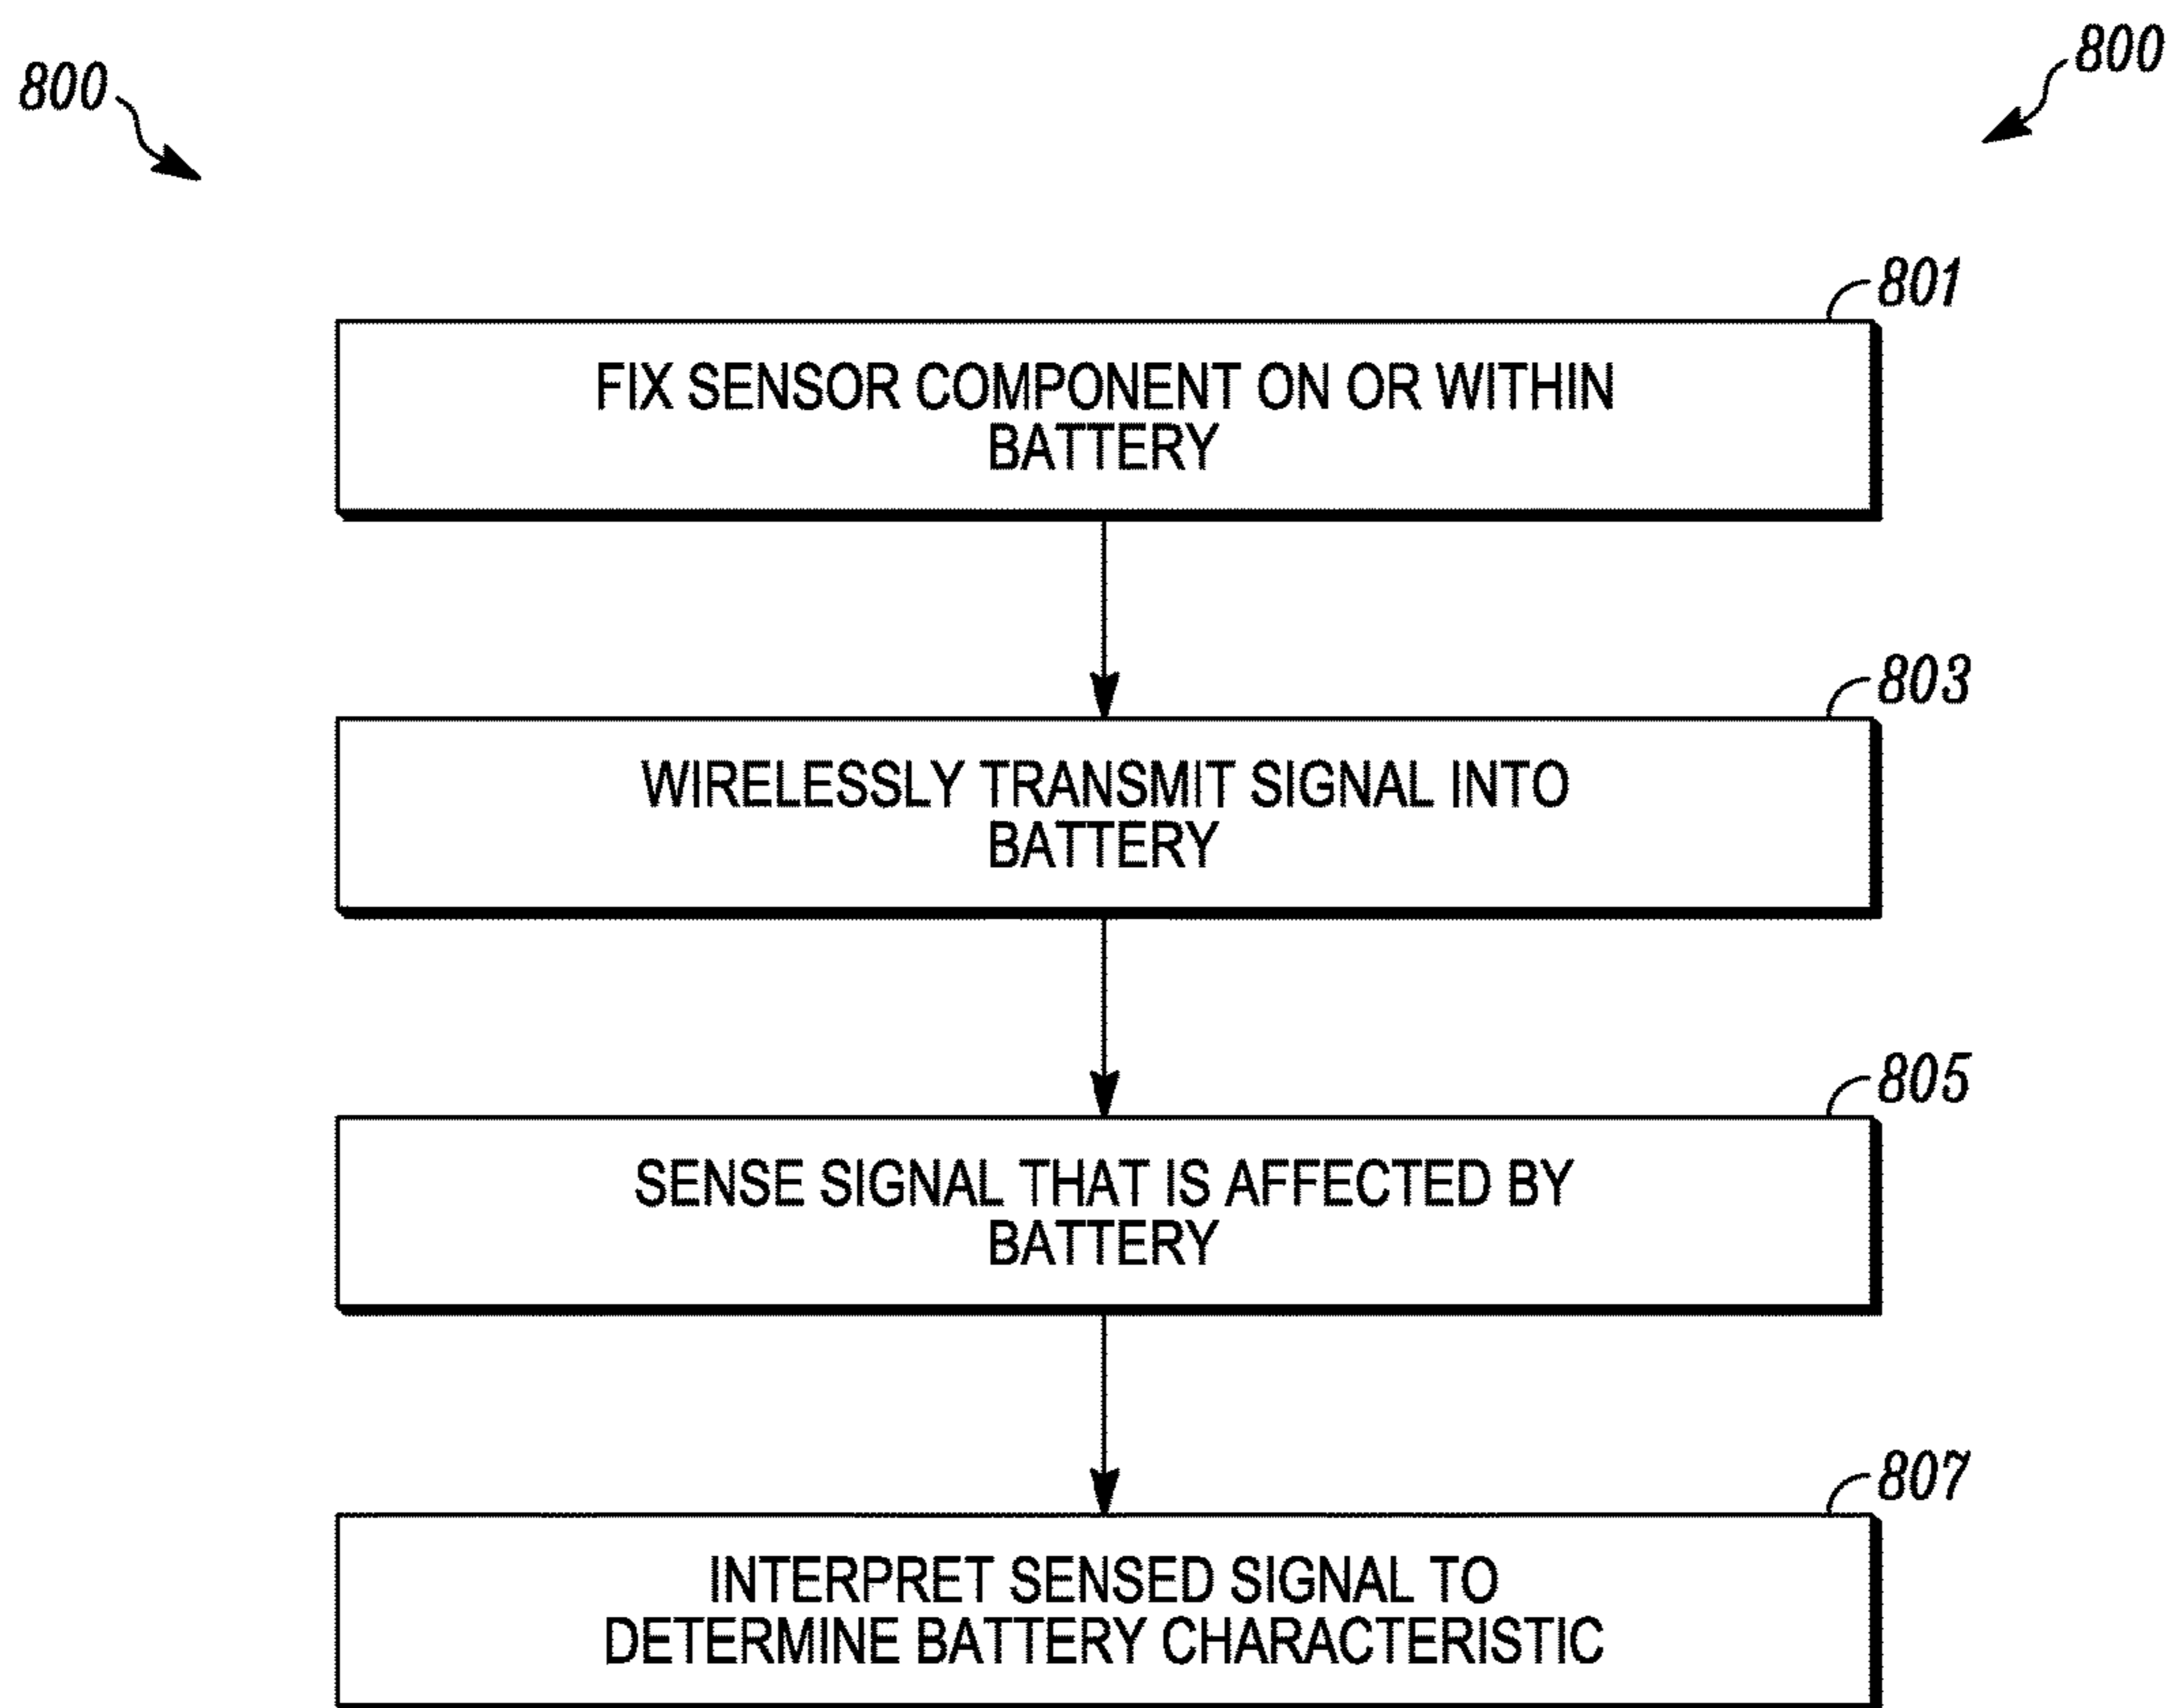 800
800
801
FIX SENSOR COMPONENT ON OR WITHIN
BATTERY
803
WIRELESSLY TRANSMIT SIGNAL INTO
BATTERY
805
SENSE SIGNAL THAT IS AFFECTED BY
BATTERY
807
INTERPRET SENSED SIGNAL TO
DETERMINE BATTERY CHARACTERISTIC